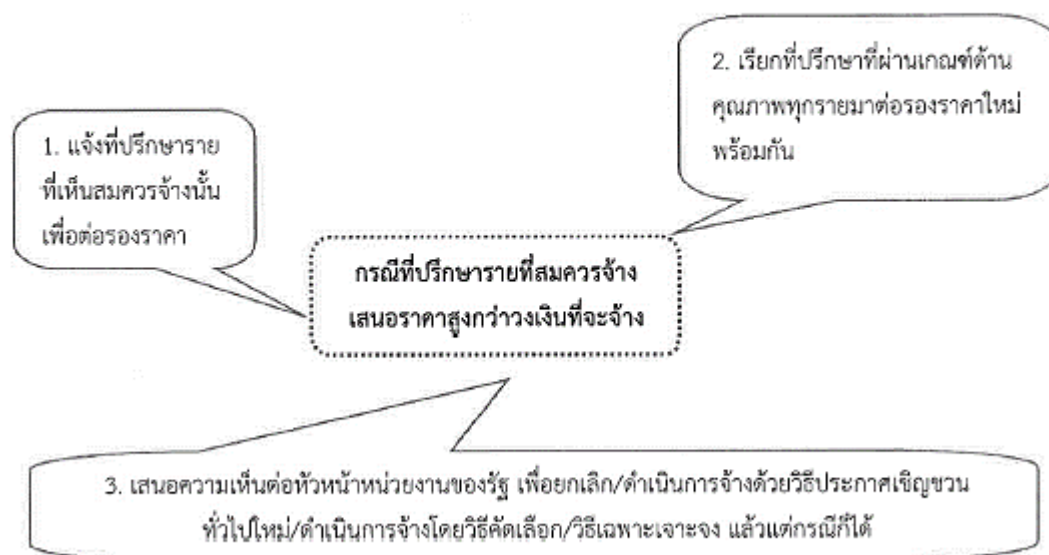 1. แจ้งที่ปรึกษาราย
ที่เห็นสมควรจ้างนั้น
เพื่อต่อรองราคา
2. เรียกที่ปรึกษาที่ผ่านเกณฑ์ด้าน
คุณภาพทุกรายมาต่อรองราคาใหม่
พร้อมกัน
กรณีที่ปรึกษารายที่สมควรจ้าง
เสนอราคาสูงกว่าวงเงินที่จะจ้าง
3. เสนอความเห็นต่อหัวหน้าหน่วยงานของรัฐ เพื่อยกเลิก/ดำเนินการจ้างด้วยวิธีประกาศเชิญชวน
ทั่วไปใหม่/ดำเนินการจ้างโดยวิธีคัดเลือก/วิธีเฉพาะเจาะจง แล้วแต่กรณีก็ได้